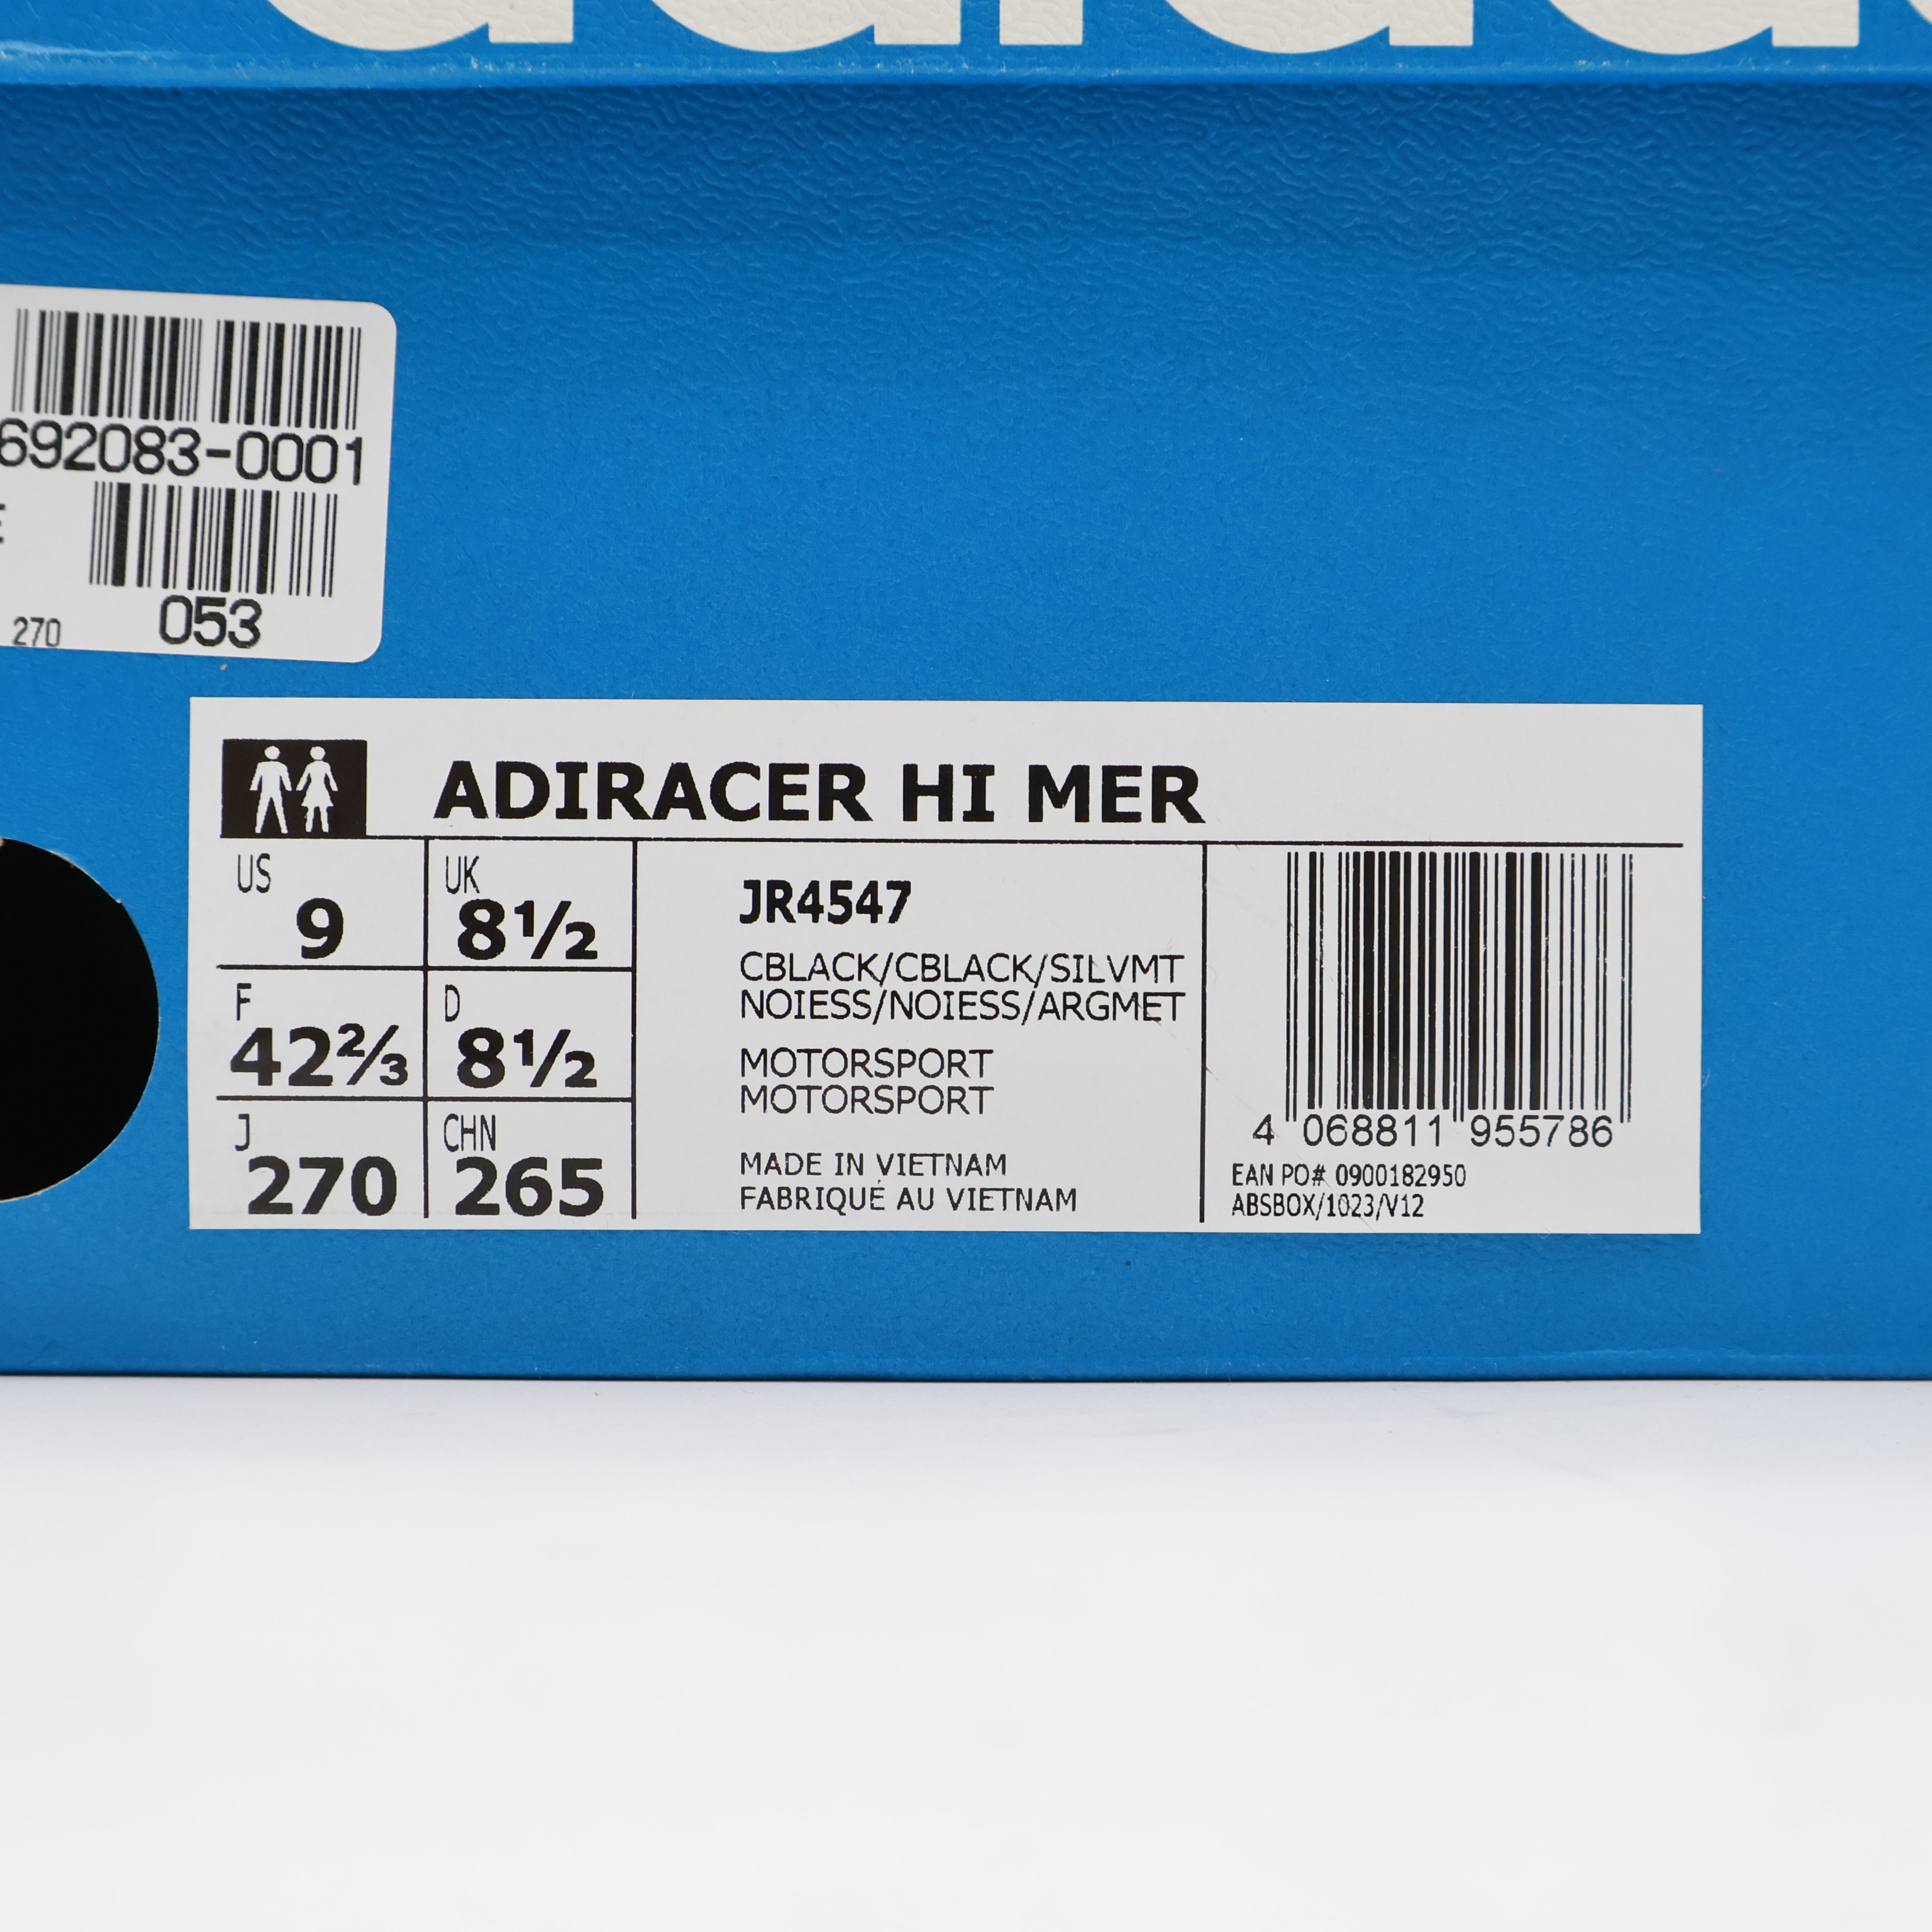 692083-0001
270
053
ADIRACER HI MER
US
9
UK
8½
F
42⅔
D
8½
J
270
CHN
265
JR4547
CBLACK/CBLACK/SILVMT
NOIESS/NOIESS/ARGMET
MOTORSPORT
MOTORSPORT
MADE IN VIETNAM
FABRIQUÉ AU VIETNAM
4 068811 955786
EAN PO# 0900182950
ABSBOX/1023/V12